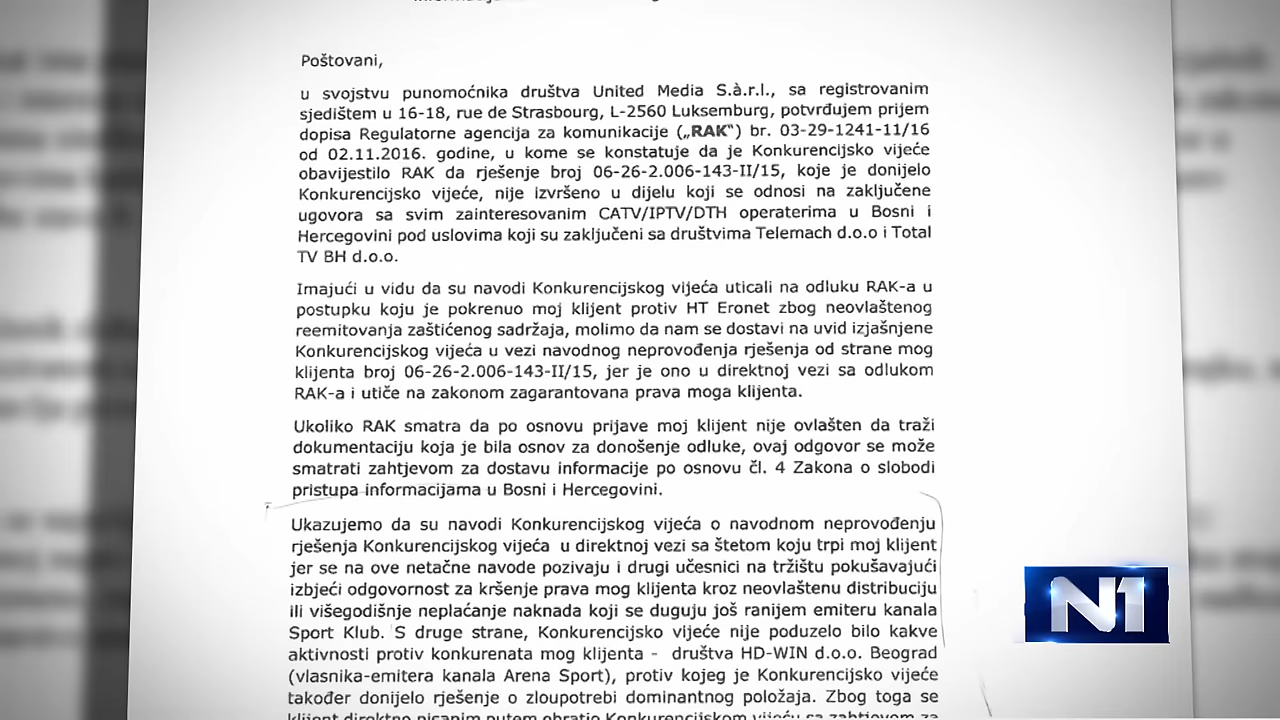 Poštovani,
u svojstvu punomoćnika društva United Media S.à.r.l., sa registrovanim
sjedištem u 16-18, rue de Strasbourg, L-2560 Luksemburg, potvrđujem prijem
dopisa Regulatorne agencija za komunikacije („RAK“) br. 03-29-1241-11/16
od 02.11.2016. godine, u kome se konstatuje da je Konkurencijsko vijeće
obavijestilo RAK da rješenje broj 06-26-2.006-143-II/15, koje je donijelo
Konkurencijsko vijeće, nije izvršeno u dijelu koji se odnosi na zaključene
ugovora sa svim zainteresovanim CATV/IPTV/DTH operaterima u Bosni i
Hercegovini pod uslovima koji su zaključeni sa društvima Telemach d.o.o i Total
TV BH d.o.o.
Imajući u vidu da su navodi Konkurencijskog vijeća uticali na odluku RAK-a u
postupku koju je pokrenuo moj klijent protiv HT Eronet zbog neovlaštenog
reemitovanja zaštićenog sadržaja, molimo da nam se dostavi na uvid izjašnjene
Konkurencijskog vijeća u vezi navodnog neprovođenja rješenja od strane mog
klijenta broj 06-26-2.006-143-II/15, jer je ono u direktnoj vezi sa odlukom
RAK-a i utiče na zakonom zagarantovana prava moga klijenta.
Ukoliko RAK smatra da po osnovu prijave moj klijent nije ovlašten da traži
dokumentaciju koja je bila osnov za donošenje odluke, ovaj odgovor se može
smatrati zahtjevom za dostavu informacije po osnovu čl. 4 Zakona o slobodi
pristupa informacijama u Bosni i Hercegovini.
Ukazujemo da su navodi Konkurencijskog vijeća o navodnom neprovođenju
rješenja Konkurencijskog vijeća u direktnoj vezi sa štetom koju trpi moj klijent
jer se na ove netačne navode pozivaju i drugi učesnici na tržištu pokušavajući
izbjeći odgovornost za kršenje prava mog klijenta kroz neovlaštenu distribuciju
ili višegodišnje neplaćanje naknada koji se duguju još ranijem emiteru kanala
Sport Klub. S druge strane, Konkurencijsko vijeće nije poduzelo bilo kakve
aktivnosti protiv konkurenata mog klijenta - društva HD-WIN d.o.o. Beograd
(vlasnika-emitera kanala Arena Sport), protiv kojeg je Konkurencijsko vijeće
također donijelo rješenje o zloupotrebi dominantnog položaja. Zbog toga se
klijent direktno pisanim putem obratio Konkurencijskom vijeću sa zahtjevom za
N1